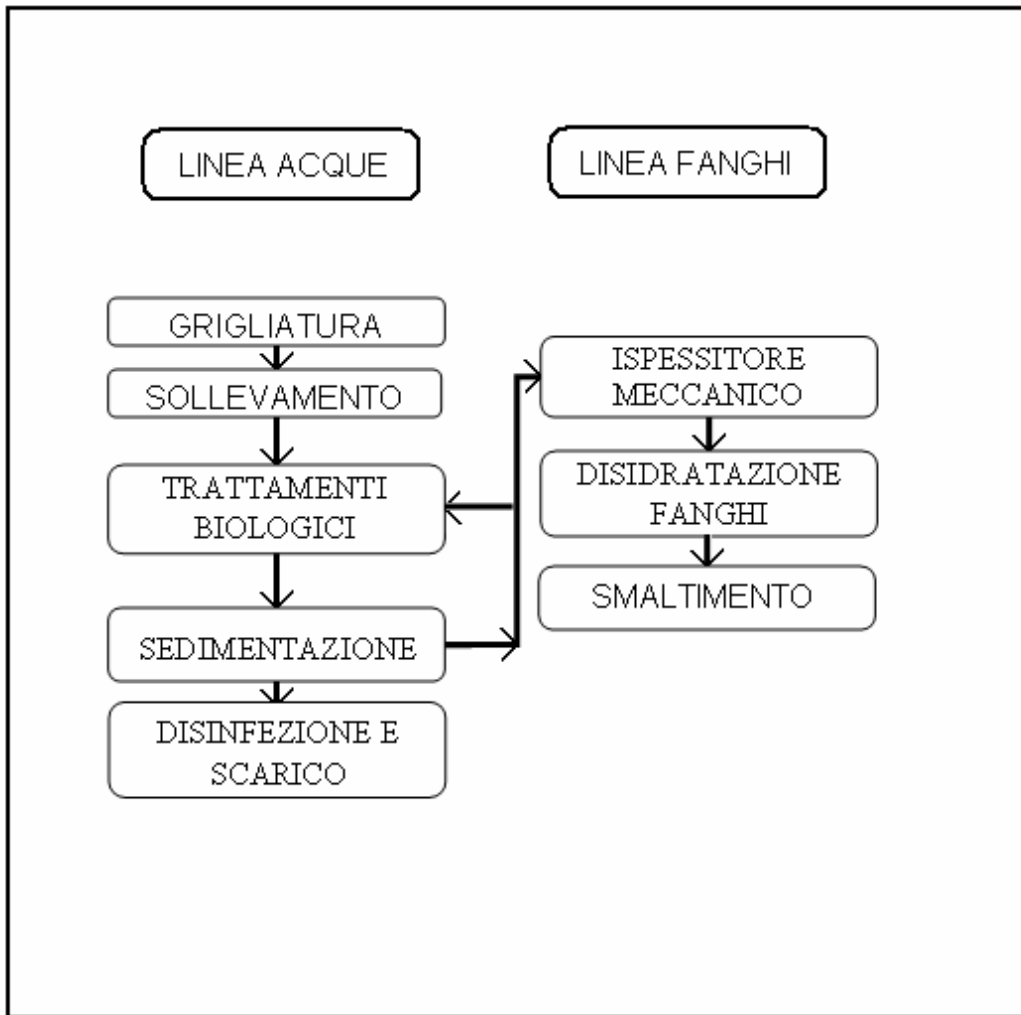 LINEA ACQUE
LINEA FANGHI
GRIGLIATURA
SOLLEVAMENTO
TRATTAMENTI
BIOLOGICI
SEDIMENTAZIONE
DISINFEZIONE E
SCARICO
ISPESSITORE
MECCANICO
DISIDRATAZIONE
FANGHI
SMALTIMENTO